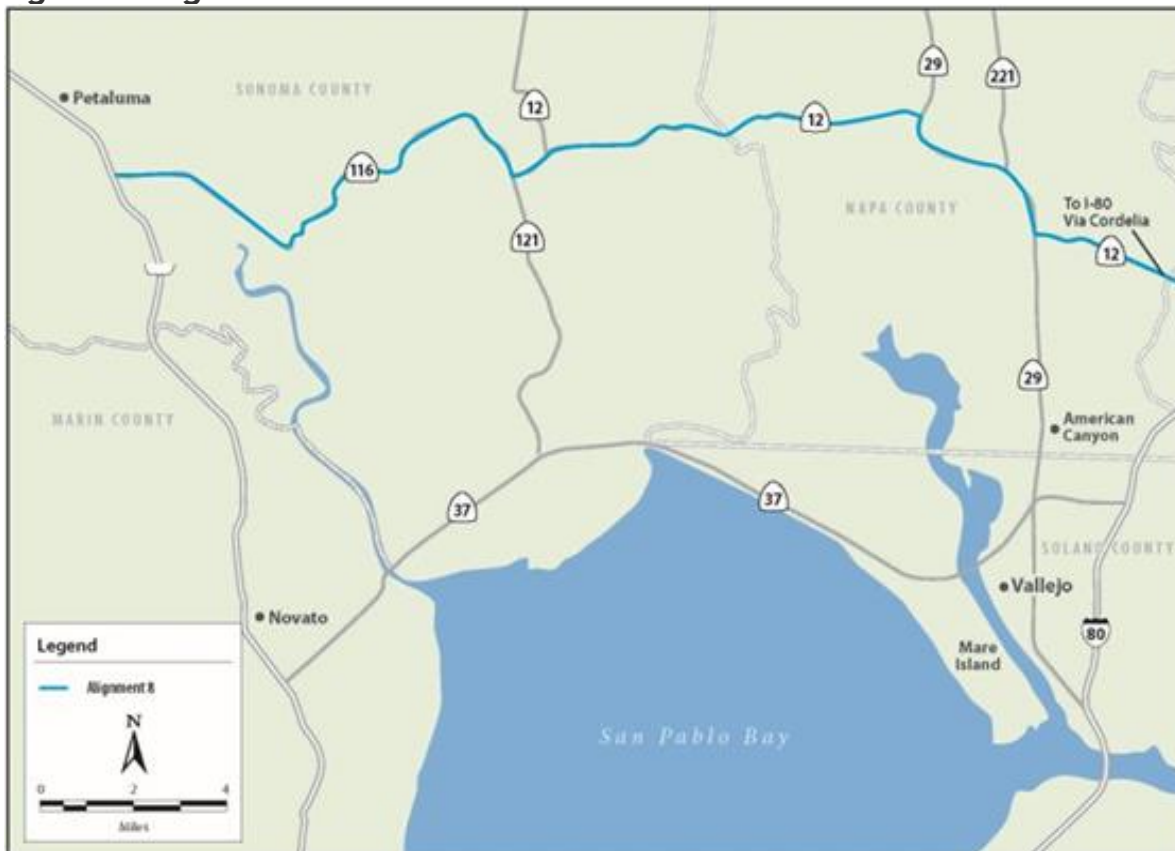 Petaluma
SONOMA COUNTY
12
29
221
12
116
121
NAPA COUNTY
To I-80
Via Cordelia
12
29
MARIN COUNTY
American
Canyon
37
37
SOLANO COUNTY
Vallejo
Novato
80
Mare
Island
San Pablo Bay
Legend
Alignment 8
N
0 2 4
Miles